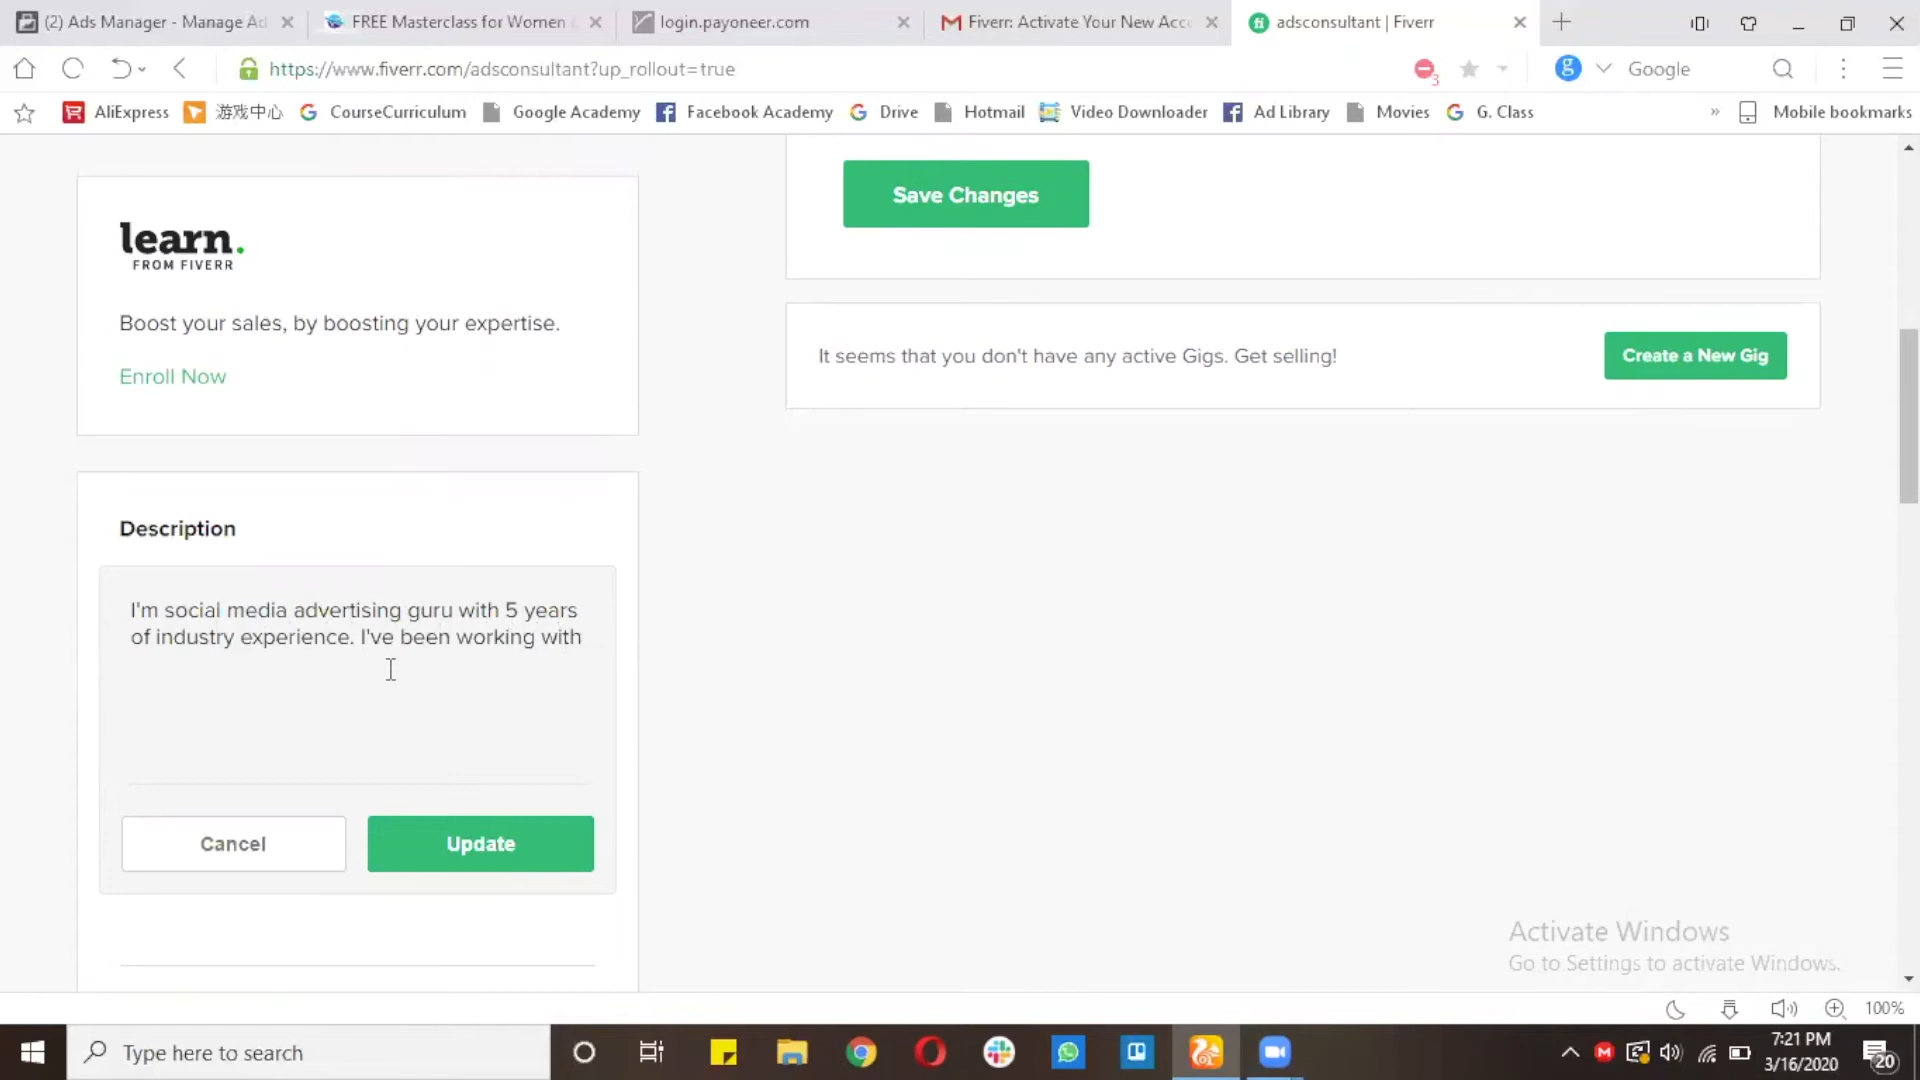 (2) Ads Manager - Manage Ad
FREE Masterclass for Women
login.payoneer.com
Fiverr: Activate Your New Acc
adsconsultant | Fiverr
https://www.fiverr.com/adsconsultant?up_rollout=true
3
Google
AliExpress
游戏中心
CourseCurriculum
Google Academy
Facebook Academy
Drive
Hotmail
Video Downloader
Ad Library
Movies
G. Class
Mobile bookmarks
Save Changes
learn.
FROM FIVERR
Boost your sales, by boosting your expertise.
Enroll Now
It seems that you don't have any active Gigs. Get selling!
Create a New Gig
Description
I'm social media advertising guru with 5 years
of industry experience. I've been working with
Cancel
Update
Activate Windows
Go to Settings to activate Windows.
100%
Type here to search
7:21 PM
3/16/2020
20